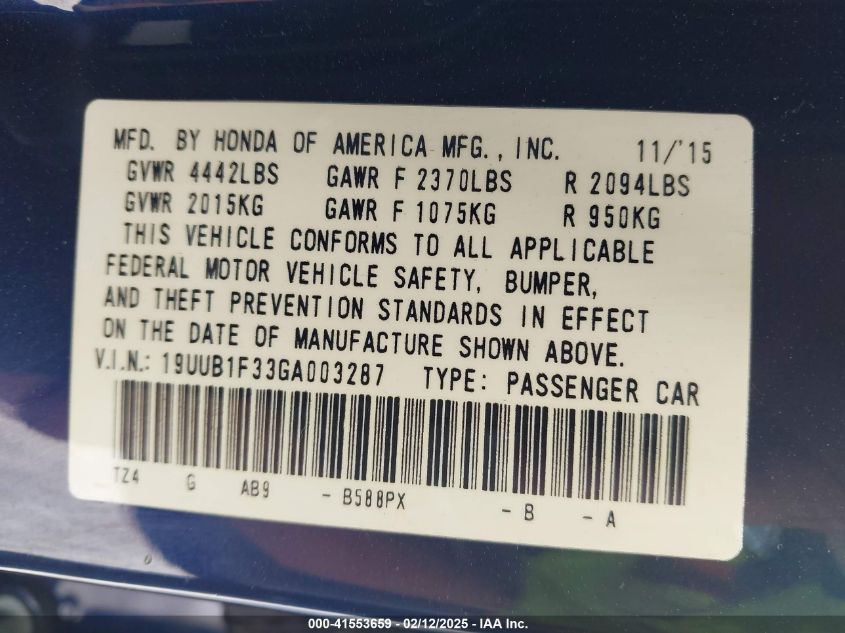 MFD. BY HONDA OF AMERICA MFG., INC. 11/'15
GVWR 4442LBS GAWR F 2370LBS R 2094LBS
GVWR 2015KG GAWR F 1075KG R 950KG
THIS VEHICLE CONFORMS TO ALL APPLICABLE
FEDERAL MOTOR VEHICLE SAFETY, BUMPER,
AND THEFT PREVENTION STANDARDS IN EFFECT
ON THE DATE OF MANUFACTURE SHOWN ABOVE.
V.I.N.: 19UUB1F33GA003287 TYPE: PASSENGER CAR
TZ4 G AB9 - B588PX - B - A
000-41553659 - 02/12/2025 - IAA Inc.